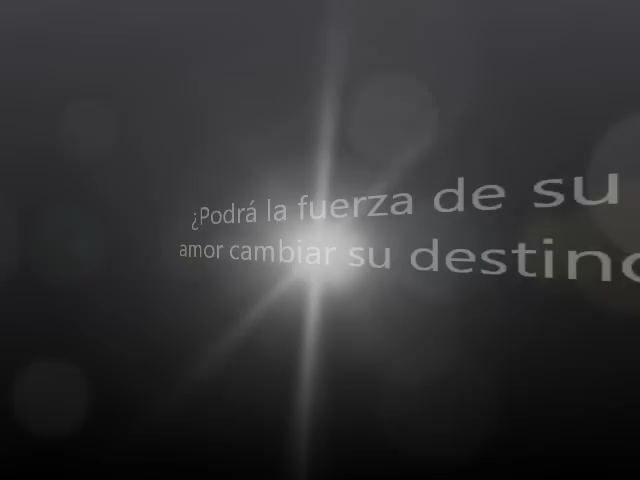 ¿Podrá la fuerza de su
amor cambiar su destino